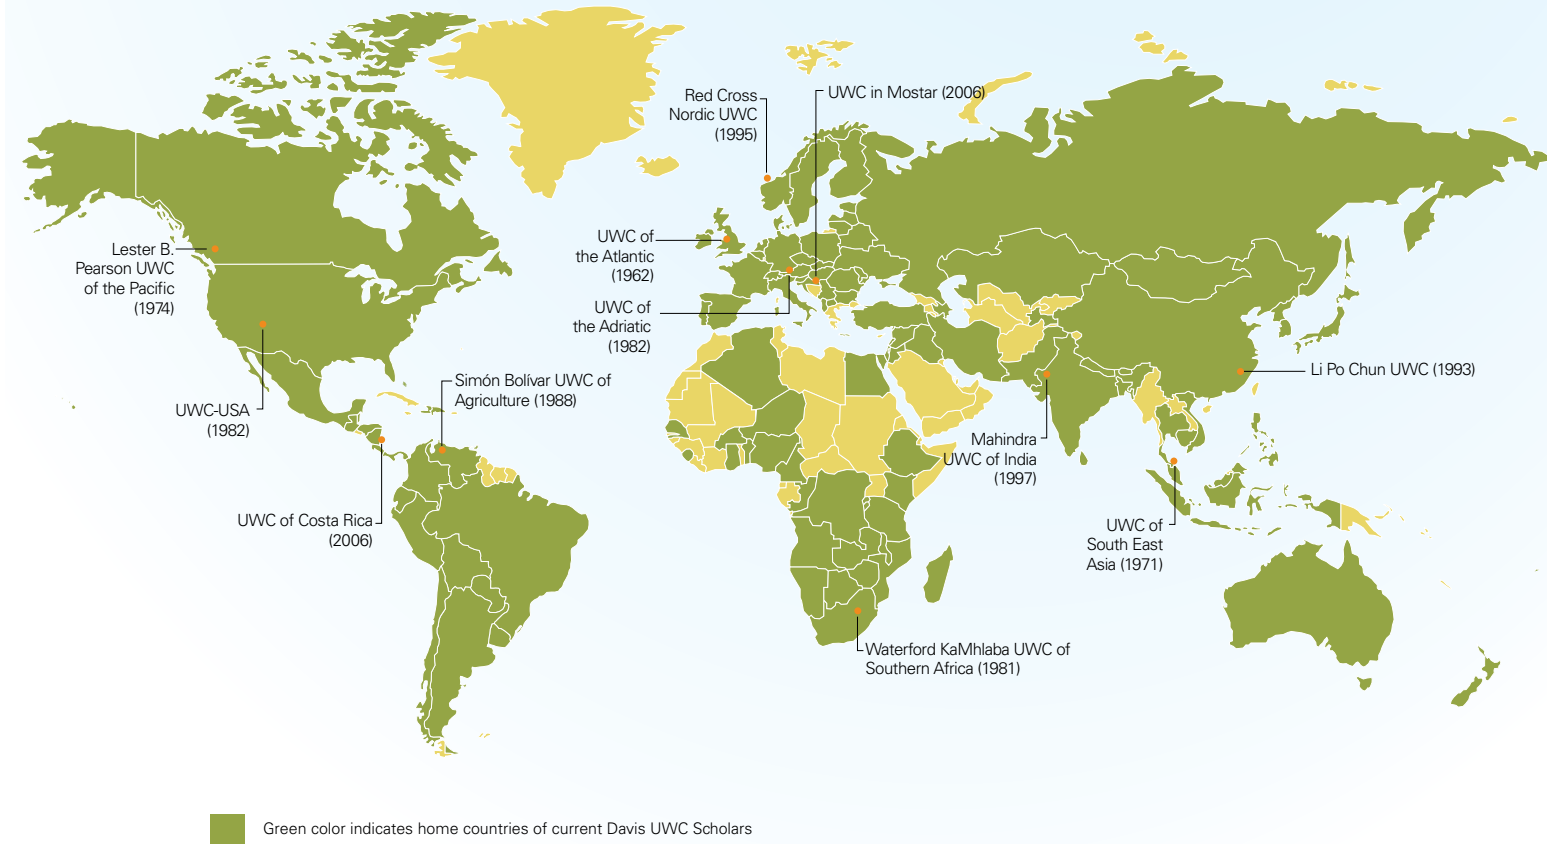 Red Cross
Nordic UWC
(1995)
UWC in Mostar (2006)
Lester B.
Pearson UWC
of the Pacific
(1974)
UWC of
the Atlantic
(1962)
UWC of
the Adriatic
(1982)
UWC-USA
(1982)
Simón Bolívar UWC of
Agriculture (1988)
Li Po Chun UWC (1993)
Mahindra
UWC of India
(1997)
UWC of Costa Rica
(2006)
UWC of
South East
Asia (1971)
Waterford KaMhlaba UWC of
Southern Africa (1981)
Green color indicates home countries of current Davis UWC Scholars